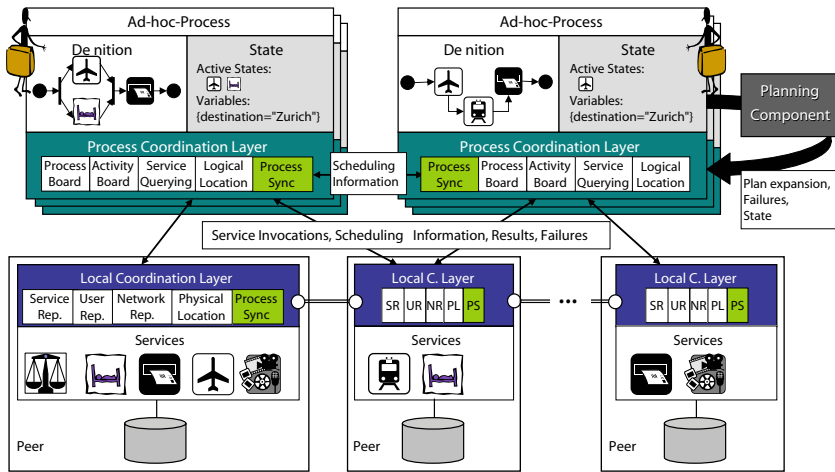 Ad-hoc-Process
De nition
State
Active States:
Variables:
{destination="Zurich"}
Process Coordination Layer
Process Board
Activity Board
Service Querying
Logical Location
Process Sync
Scheduling
Information
Ad-hoc-Process
De nition
State
Active States:
Variables:
{destination="Zurich"}
Process Coordination Layer
Process Sync
Process Board
Activity Board
Service Querying
Logical Location
Planning
Component
Plan expansion,
Failures,
State
Service Invocations, Scheduling Information, Results, Failures
Local Coordination Layer
Service Rep.
User Rep.
Network Rep.
Physical Location
Process Sync
Services
Peer
Local C. Layer
SR UR NR PL PS
Services
Peer
...
Local C. Layer
SR UR NR PL PS
Services
Peer